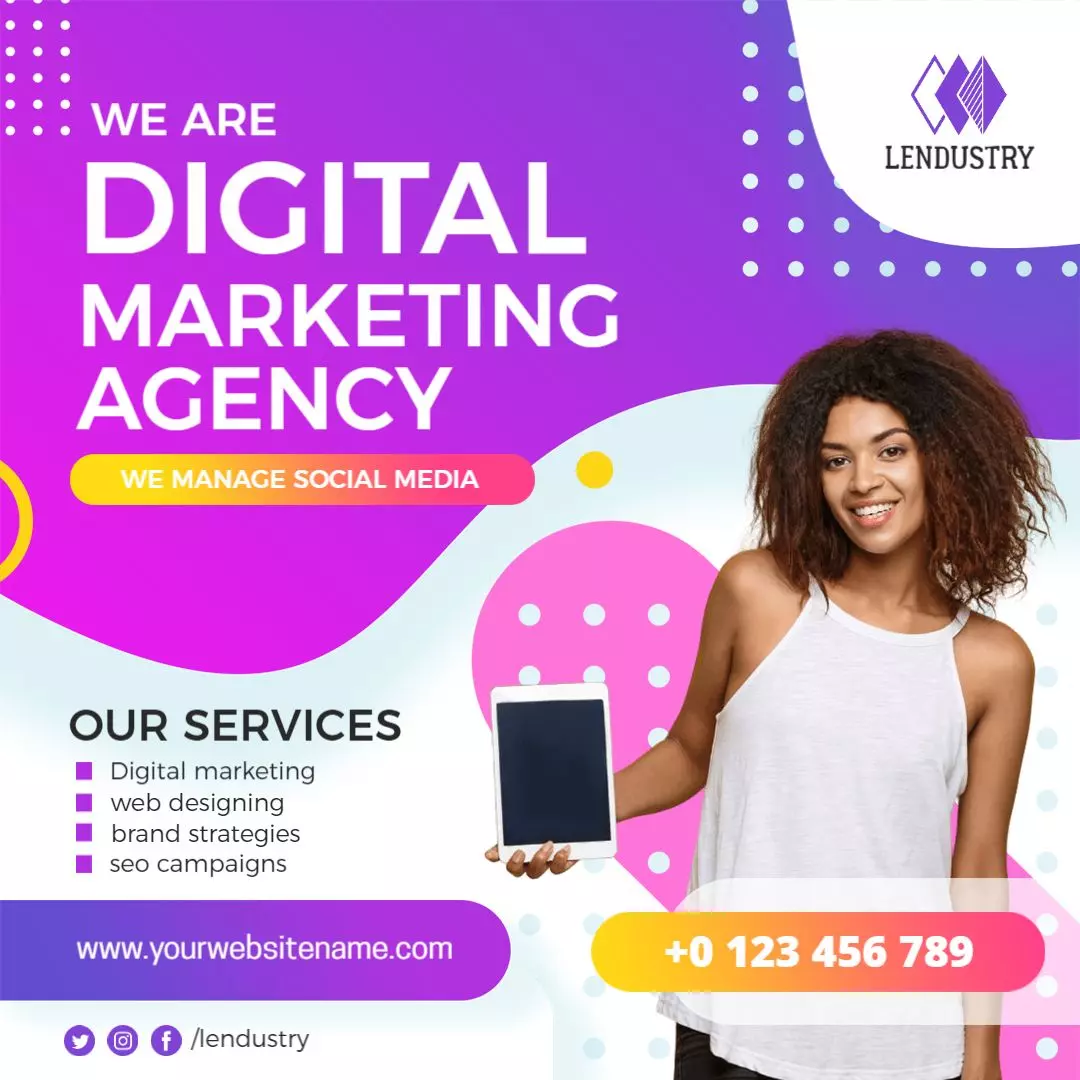 WE ARE
DIGITAL
MARKETING
AGENCY
WE MANAGE SOCIAL MEDIA
LENDUSTRY
OUR SERVICES
Digital marketing
web designing
brand strategies
seo campaigns
www.yourwebsitename.com
+0 123 456 789
/lendustry